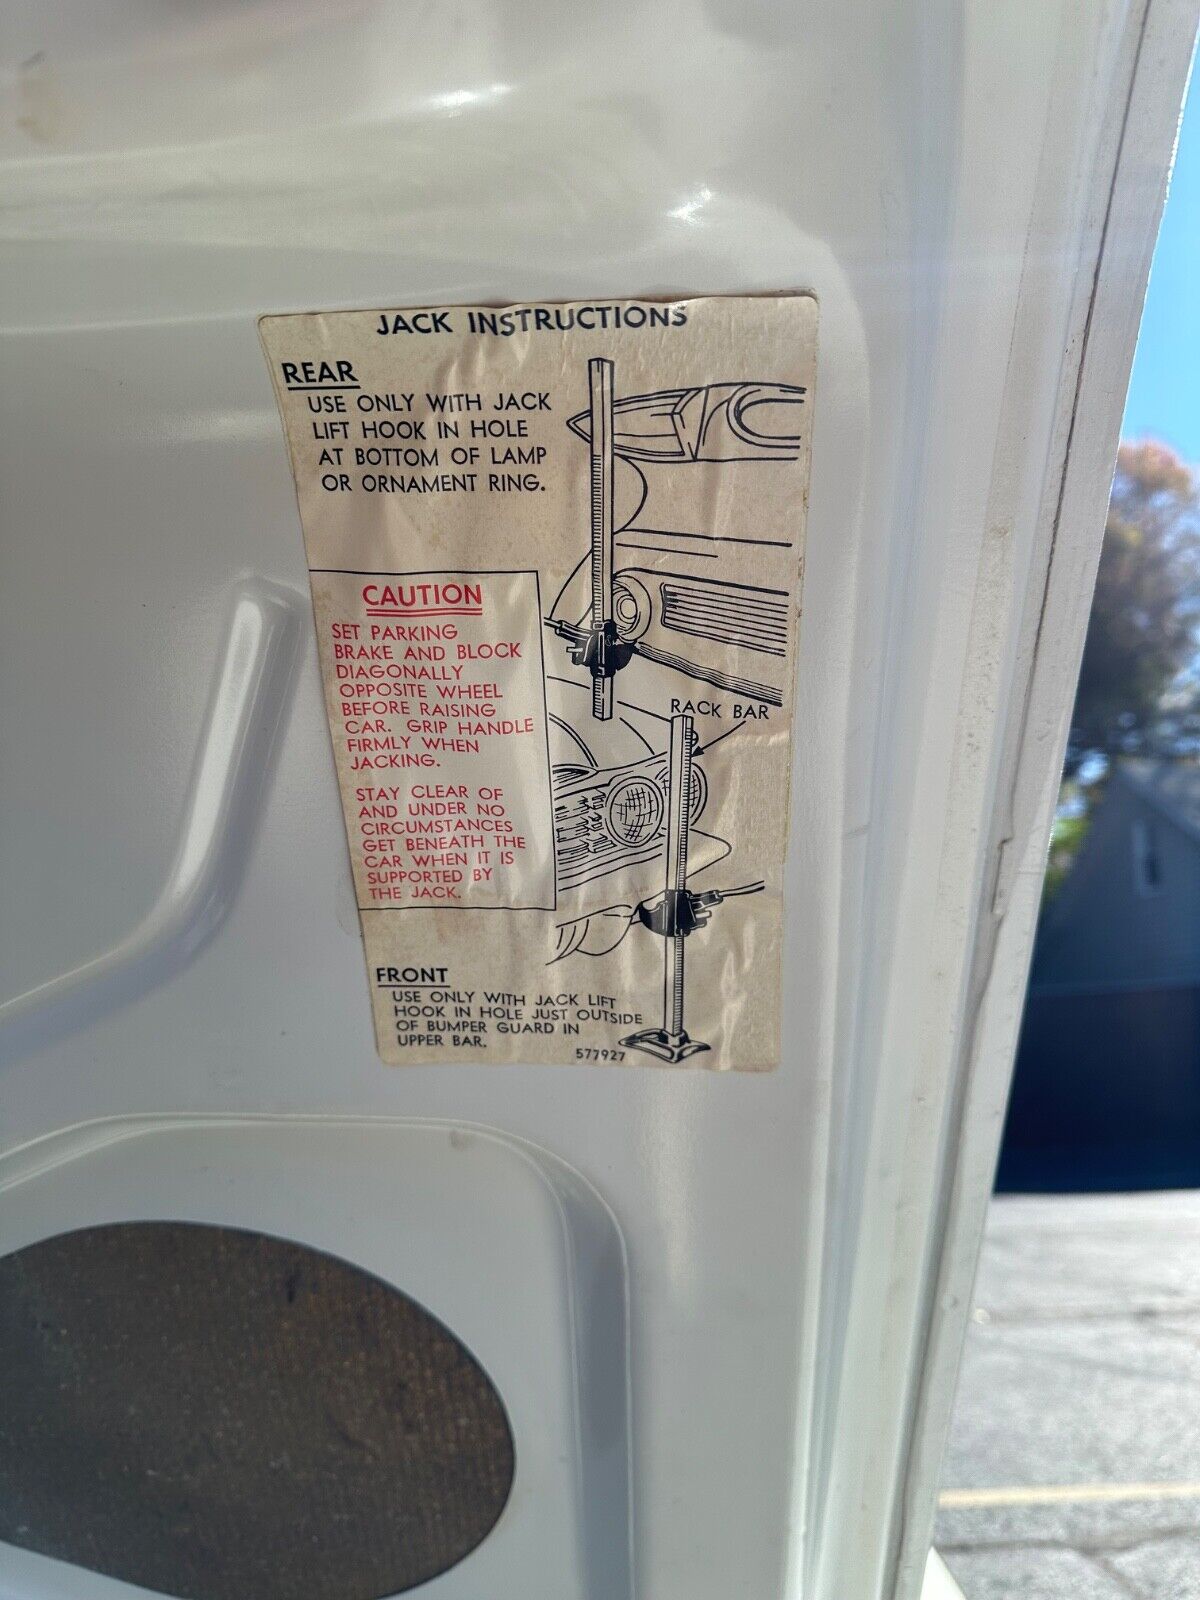 JACK INSTRUCTIONS
REAR
USE ONLY WITH JACK
LIFT HOOK IN HOLE
AT BOTTOM OF LAMP
OR ORNAMENT RING.
CAUTION
SET PARKING
BRAKE AND BLOCK
DIAGONALLY
OPPOSITE WHEEL
BEFORE RAISING
CAR. GRIP HANDLE
FIRMLY WHEN
JACKING.
STAY CLEAR OF
AND UNDER NO
CIRCUMSTANCES
GET BENEATH THE
CAR WHEN IT IS
SUPPORTED BY
THE JACK.
RACK BAR
FRONT
USE ONLY WITH JACK LIFT
HOOK IN HOLE JUST OUTSIDE
OF BUMPER GUARD IN
UPPER BAR.
577927